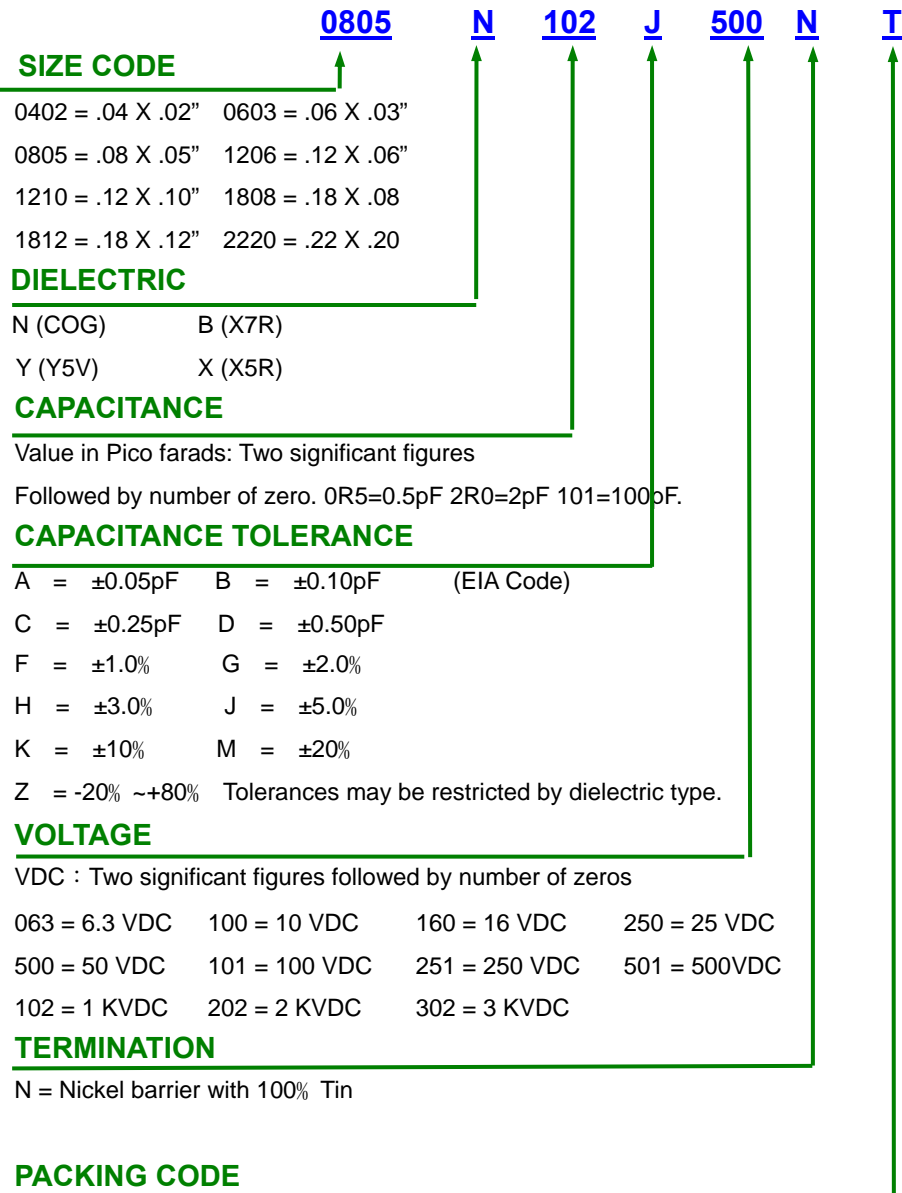 0805 N 102 J 500 N T
SIZE CODE
0402 = .04 X .02” 0603 = .06 X .03”
0805 = .08 X .05” 1206 = .12 X .06”
1210 = .12 X .10” 1808 = .18 X .08
1812 = .18 X .12” 2220 = .22 X .20
DIELECTRIC
N (COG) B (X7R)
Y (Y5V) X (X5R)
CAPACITANCE
Value in Pico farads: Two significant figures
Followed by number of zero. 0R5=0.5pF 2R0=2pF 101=100pF.
CAPACITANCE TOLERANCE
A = ±0.05pF B = ±0.10pF (EIA Code)
C = ±0.25pF D = ±0.50pF
F = ±1.0% G = ±2.0%
H = ±3.0% J = ±5.0%
K = ±10% M = ±20%
Z = -20% ~+80% Tolerances may be restricted by dielectric type.
VOLTAGE
VDC：Two significant figures followed by number of zeros
063 = 6.3 VDC 100 = 10 VDC 160 = 16 VDC 250 = 25 VDC
500 = 50 VDC 101 = 100 VDC 251 = 250 VDC 501 = 500VDC
102 = 1 KVDC 202 = 2 KVDC 302 = 3 KVDC
TERMINATION
N = Nickel barrier with 100% Tin
PACKING CODE